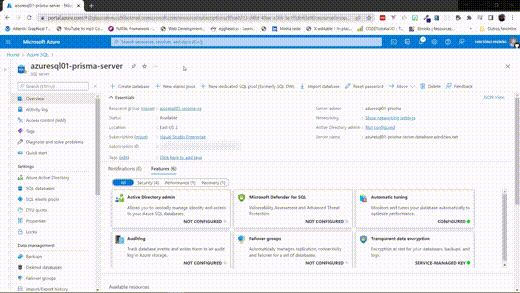 azuresql01-prisma-server
Microsoft Azure
Search resources, services, and docs (G+/)
Home > Azure SQL >
azuresql01-prisma-server
SQL server
Search (Ctrl+/)
Create database
New elastic pool
New dedicated SQL pool (formerly SQL DW)
Import database
Reset password
Move
Delete
Feedback
Overview
Activity log
Access control (IAM)
Tags
Diagnose and solve problems
Quick start
Settings
Azure Active Directory
SQL databases
SQL elastic pools
DTU quota
Properties
Locks
Data management
Backups
Deleted databases
Failover groups
Import/Export history
Essentials
JSON View
Resource group (move) :
Status : Available
Location : East US 2
Subscription (move) : Visual Studio Enterprise
Subscription ID :
Tags (edit) : Click here to add tags
Server admin : azuresql01-prisma
Networking : Show networking settings
Active Directory admin : Not configured
Server name : azuresql01-prisma-server.database.windows.net
Notifications (0)
Features (6)
All
Security (4)
Performance (1)
Recovery (1)
Active Directory admin
Allows you to centrally manage identity and access to your Azure SQL databases.
NOT CONFIGURED
Microsoft Defender for SQL
Vulnerability Assessment and Advanced Threat Protection
NOT CONFIGURED
Automatic tuning
Monitors and tunes your database automatically to optimize performance.
CONFIGURED
Auditing
Track database events and writes them to an audit log in Azure storage.
NOT CONFIGURED
Failover groups
Automatically manages replication, connectivity and failover for a set of databases.
NOT CONFIGURED
Transparent data encryption
Encryption at rest for your databases, backups, and logs.
SERVICE-MANAGED KEY
Available resources